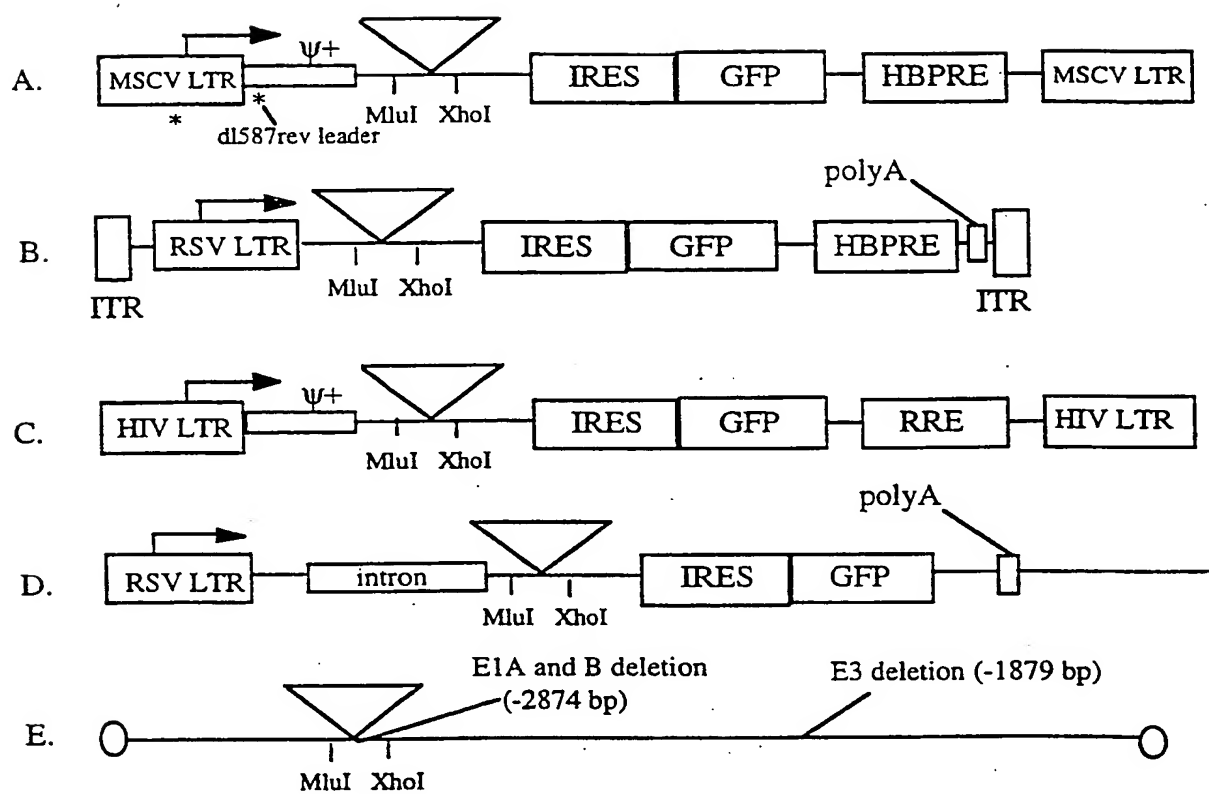 A.
MSCV LTR
ψ+
IRES
GFP
HBPRE
MSCV LTR
*
*
MluI XhoI
dl587rev leader
polyA
B.
RSV LTR
IRES
GFP
HBPRE
MluI XhoI
ITR
ITR
C.
HIV LTR
ψ+
IRES
GFP
RRE
HIV LTR
MluI XhoI
polyA
D.
RSV LTR
intron
IRES
GFP
MluI XhoI
E1A and B deletion
(-2874 bp)
E3 deletion (-1879 bp)
E.
MluI XhoI